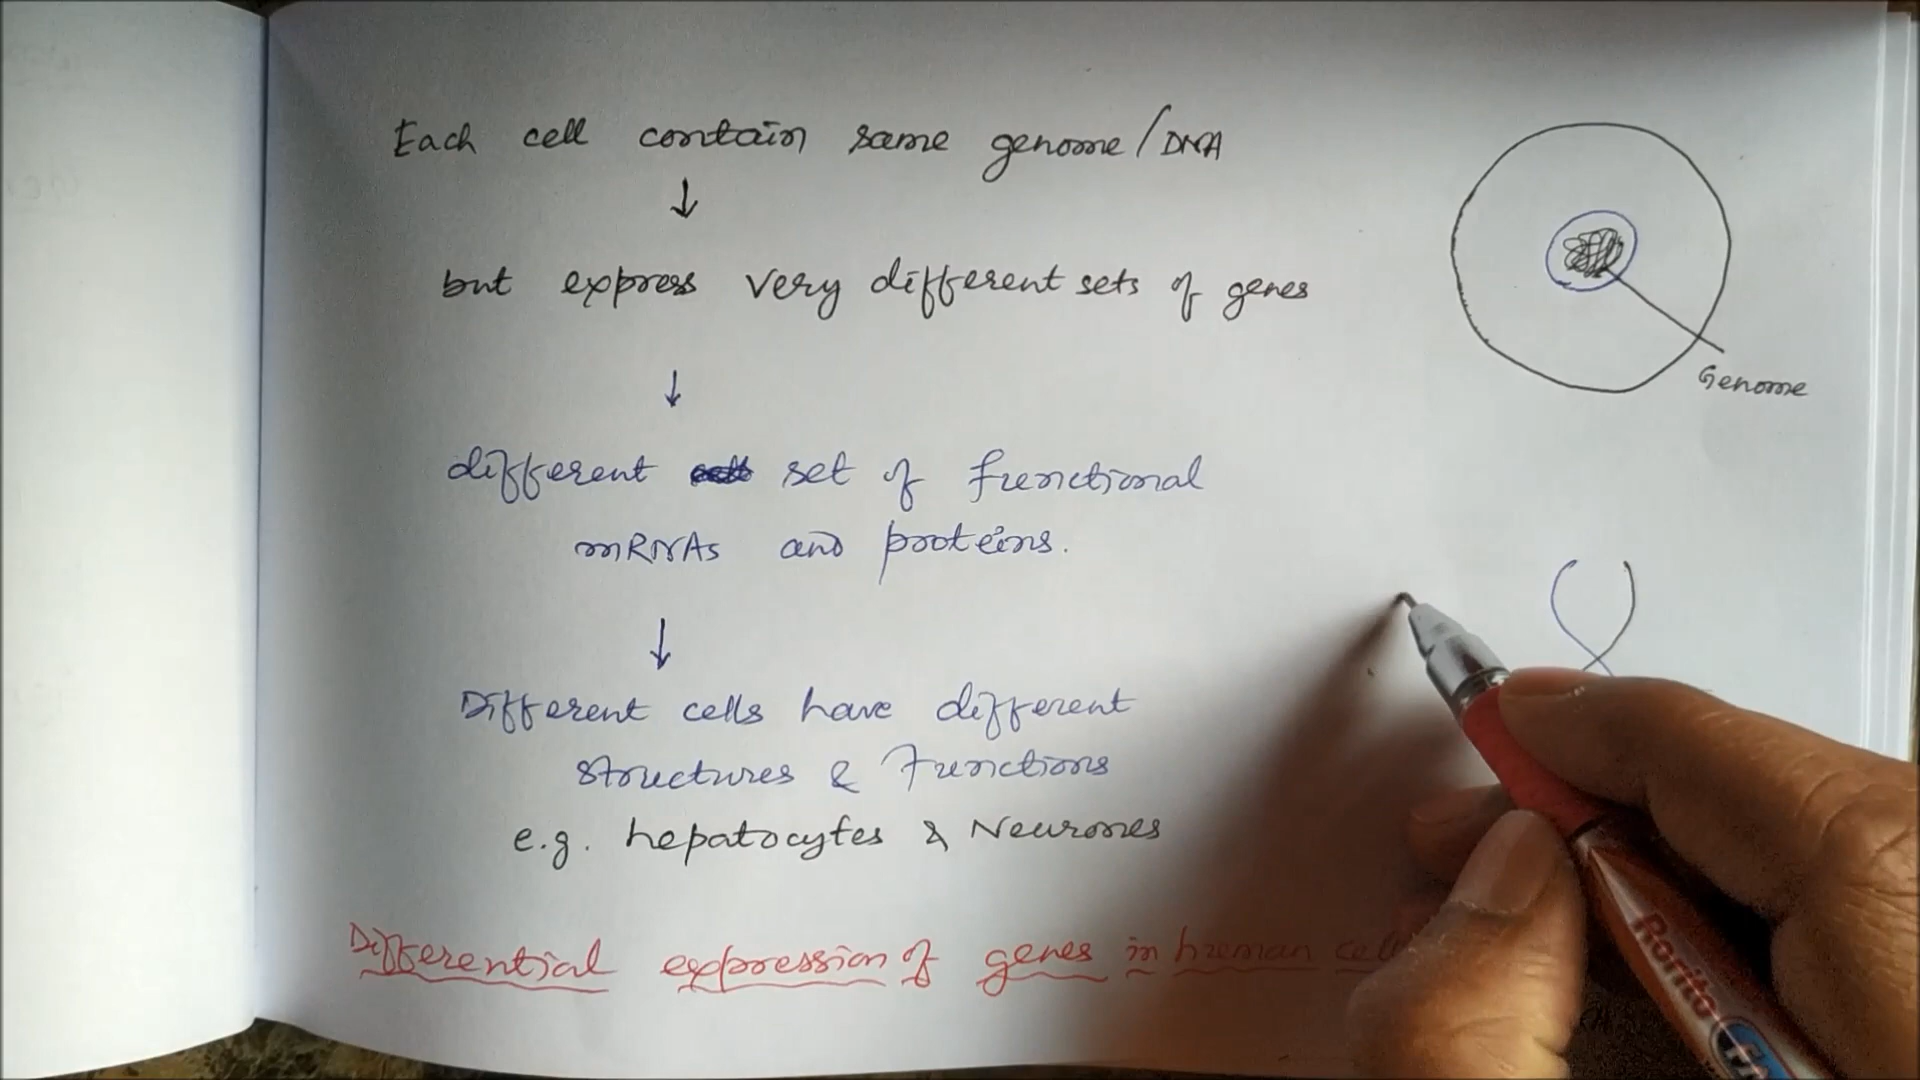 Each cell contain same genome/DNA
↓
but express very different sets of genes
↓
different set of functional
mRNAs and proteins.
↓
Different cells have different
structures & Functions
e.g. hepatocytes & Neurones
Differential expression of genes in human
Genome
Rorito